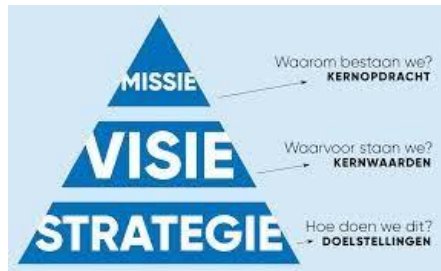 MISSIE
Waarom bestaan we?
KERNOPDRACHT
VISIE
Waarvoor staan we?
KERNWAARDEN
STRATEGIE
Hoe doen we dit?
DOELSTELLINGEN